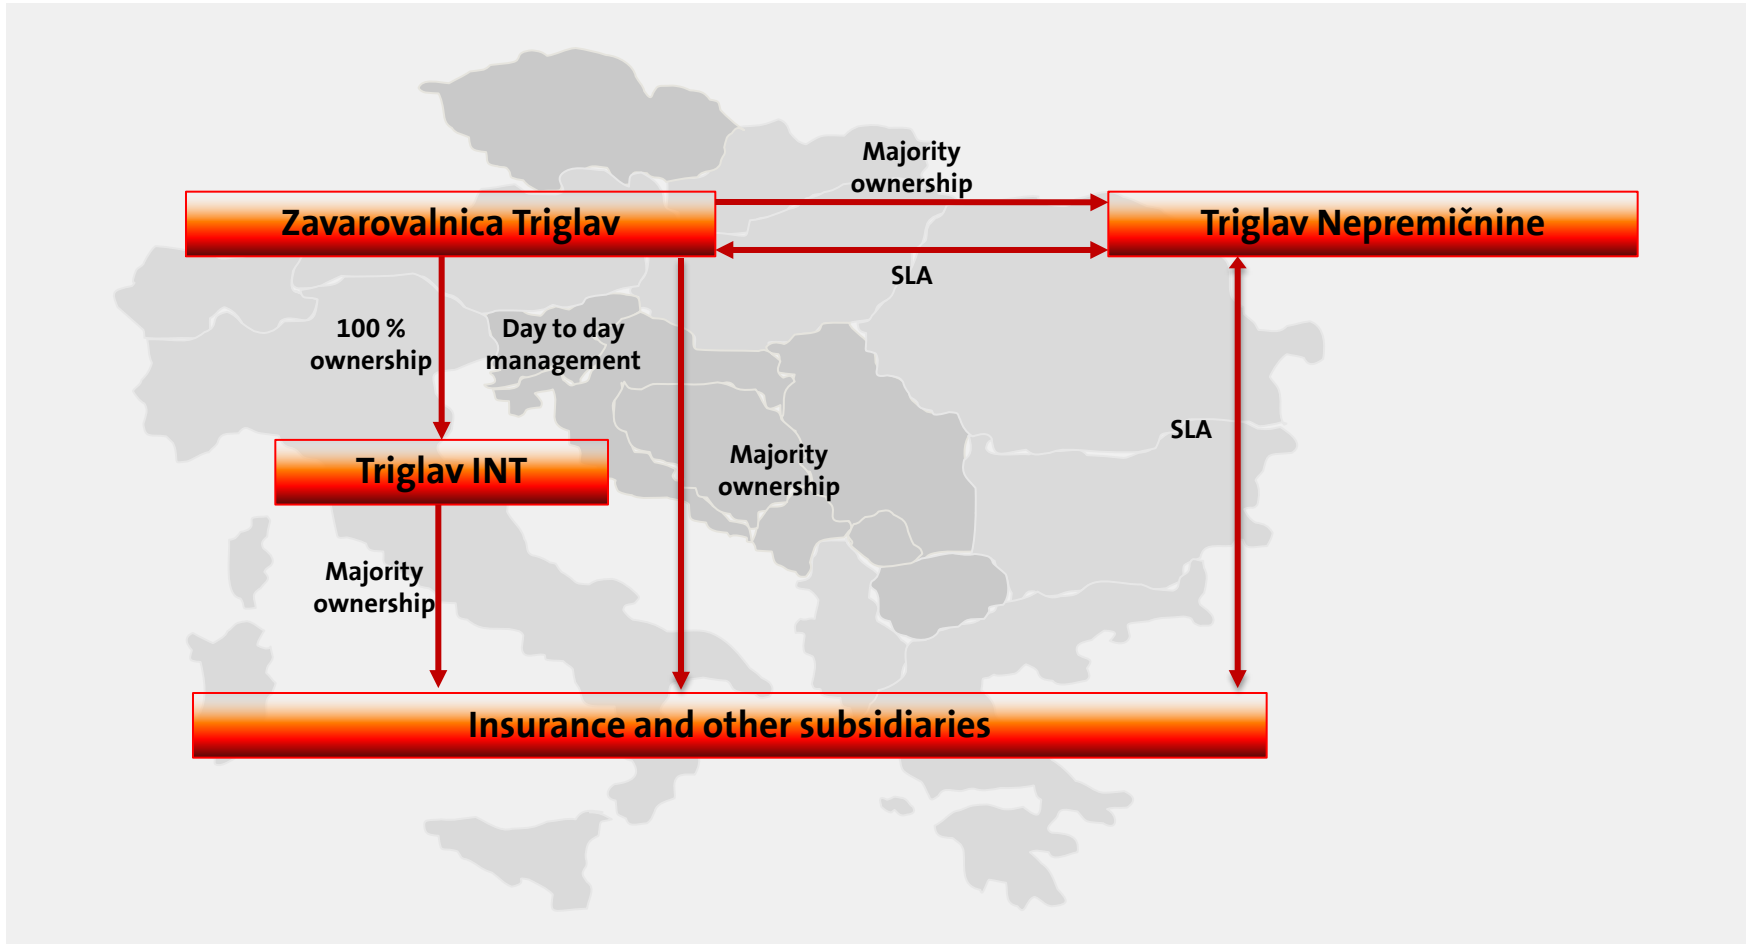 Majority
ownership
Zavarovalnica Triglav
Triglav Nepremičnine
SLA
100 %
ownership
Day to day
management
SLA
Majority
ownership
Triglav INT
Majority
ownership
Insurance and other subsidiaries